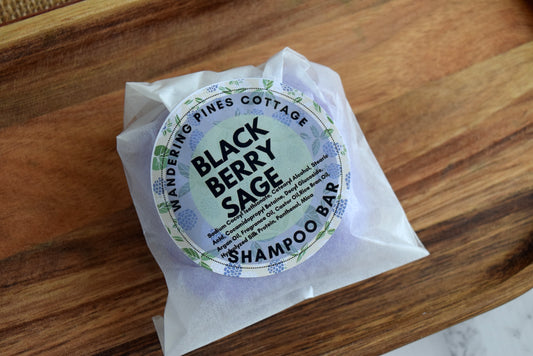 WANDERING PINES COTTAGE
BLACK
BERRY
SAGE
Sodium Cocoyl Isethionate, Cetearyl Alcohol, Stearic
Acid, Cocamidopropyl Betaine, Decyl Glucoside,
Argan Oil, Fragrance Oil, Castor Oil, Rice Bran Oil,
Hydrolyzed Silk Protein, Panthenol, Mica
SHAMPOO BAR